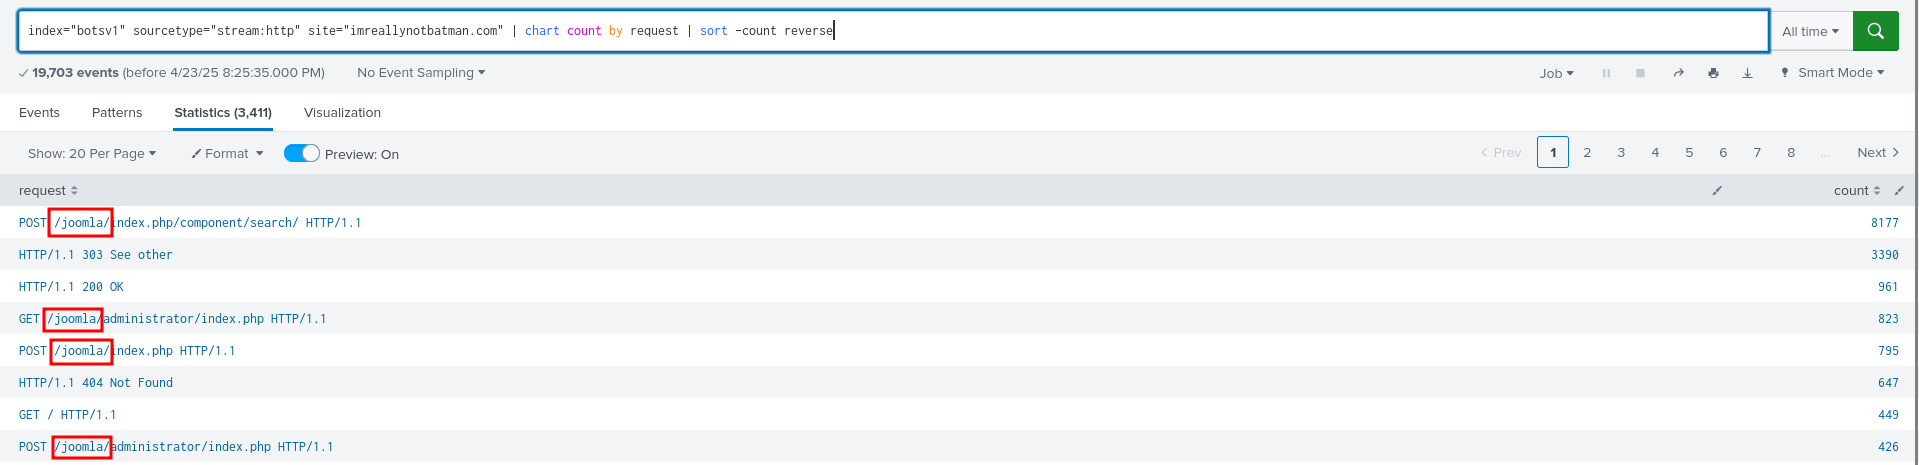 index="botsv1" sourcetype="stream:http" site="imreallynotbatman.com" | chart count by request | sort -count reverse
All time
19,703 events (before 4/23/25 8:25:35.000 PM) No Event Sampling
Job Smart Mode
Events Patterns Statistics (3,411) Visualization
Show: 20 Per Page Format Preview: On
Prev 1 2 3 4 5 6 7 8 ... Next
request count
POST /joomla/index.php/component/search/ HTTP/1.1 8177
HTTP/1.1 303 See other 3390
HTTP/1.1 200 OK 961
GET /joomla/administrator/index.php HTTP/1.1 823
POST /joomla/index.php HTTP/1.1 795
HTTP/1.1 404 Not Found 647
GET / HTTP/1.1 449
POST /joomla/administrator/index.php HTTP/1.1 426